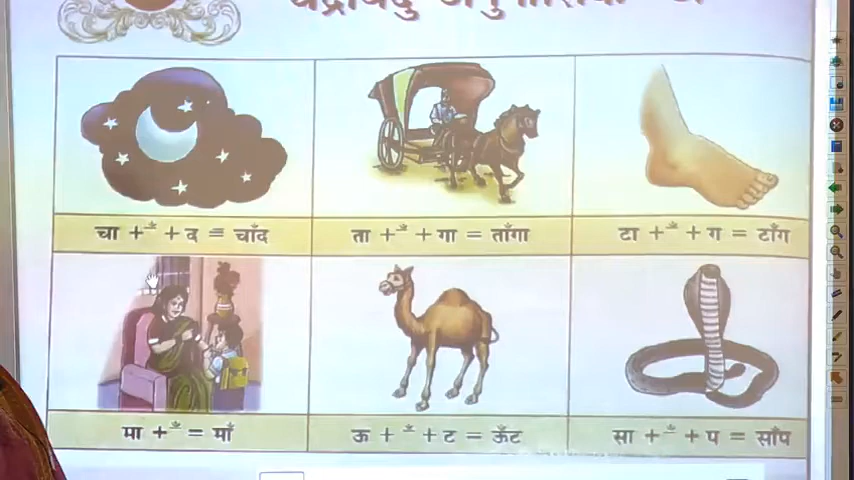 चा + ँ + द = चाँद
ता + ँ + गा = ताँगा
टा + ँ + ग = टाँग
मा + ँ = माँ
ऊ + ँ + ट = ऊँट
सा + ँ + प = साँप